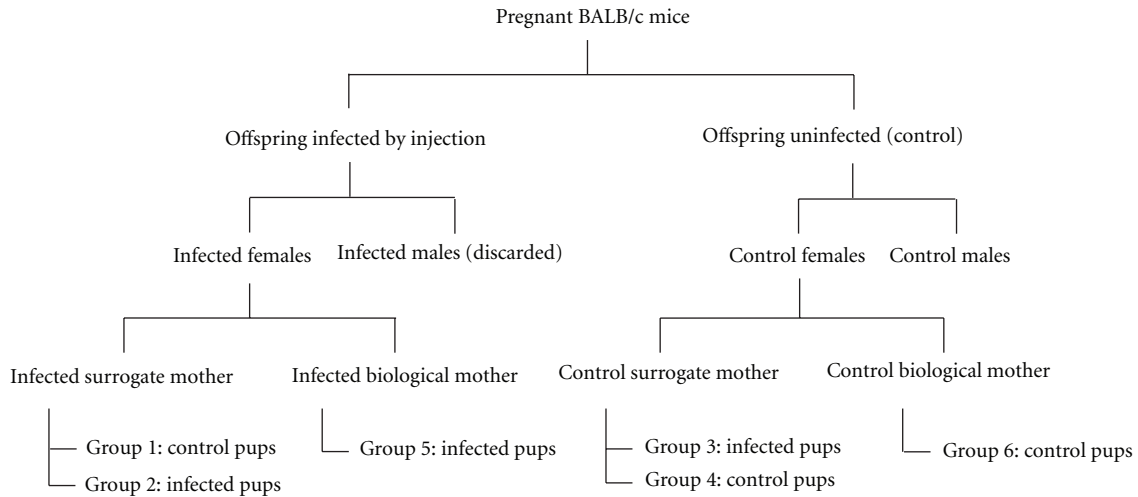 Pregnant BALB/c mice
Offspring infected by injection
Offspring uninfected (control)
Infected females
Infected males (discarded)
Control females
Control males
Infected surrogate mother
Infected biological mother
Control surrogate mother
Control biological mother
Group 1: control pups
Group 2: infected pups
Group 5: infected pups
Group 3: infected pups
Group 4: control pups
Group 6: control pups